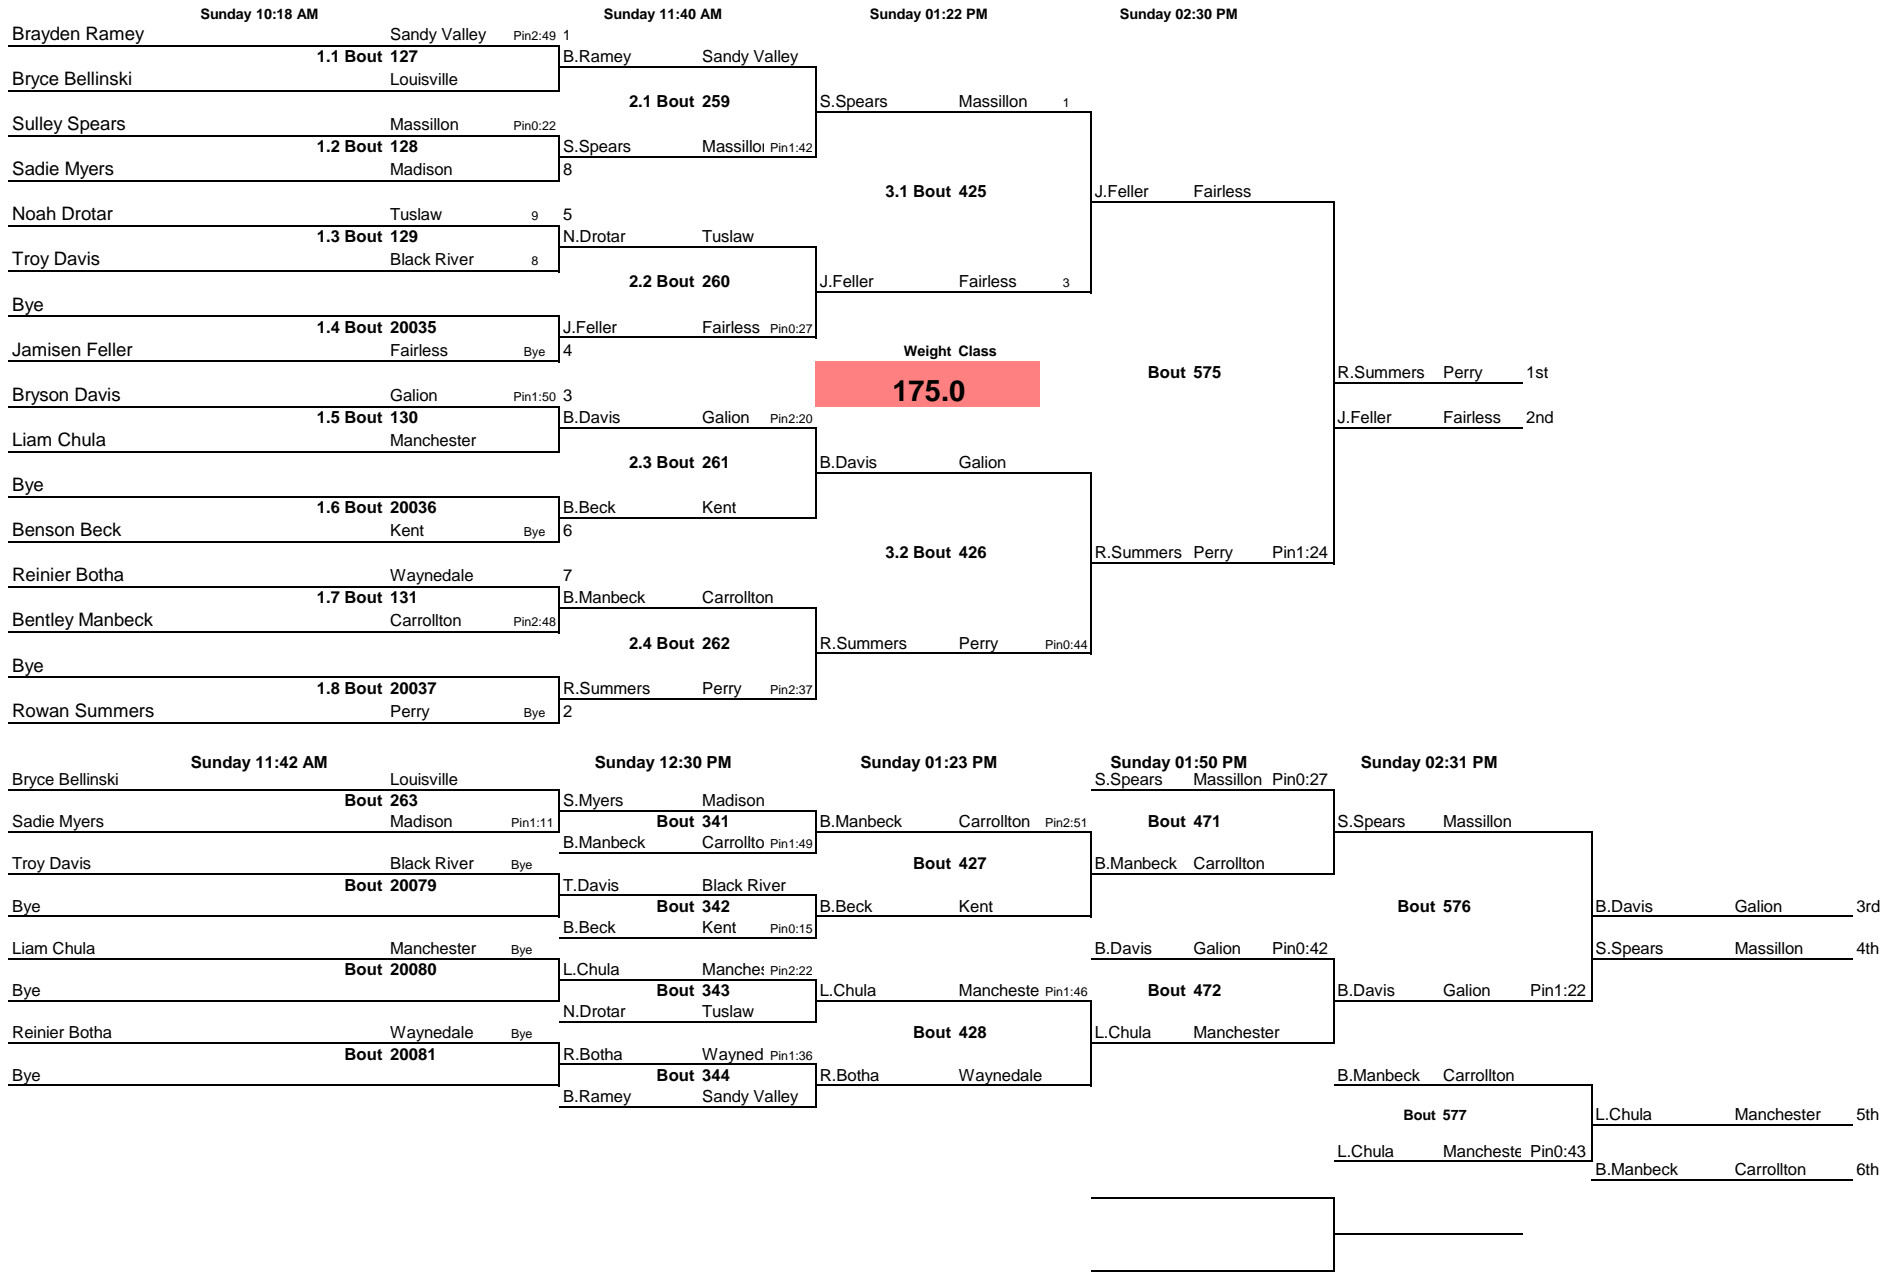 Sunday 10:18 AM Sunday 11:40 AM Sunday 01:22 PM Sunday 02:30 PM
Brayden Ramey Sandy Valley Pin2:49 1
1.1 Bout 127 B.Ramey Sandy Valley
Bryce Bellinski Louisville
2.1 Bout 259 S.Spears Massillon 1
Sulley Spears Massillon Pin0:22
1.2 Bout 128 S.Spears Massillo Pin1:42
Sadie Myers Madison 8
3.1 Bout 425 J.Feller Fairless
Noah Drotar Tuslaw 9 5
1.3 Bout 129 N.Drotar Tuslaw
Troy Davis Black River 8
2.2 Bout 260 J.Feller Fairless 3
Bye
1.4 Bout 20035 J.Feller Fairless Pin0:27
Jamisen Feller Fairless Bye 4 Weight Class
Bout 575 R.Summers Perry 1st
Bryson Davis Galion Pin1:50 3 175.0
1.5 Bout 130 B.Davis Galion Pin2:20 J.Feller Fairless 2nd
Liam Chula Manchester
2.3 Bout 261 B.Davis Galion
Bye
1.6 Bout 20036 B.Beck Kent
Benson Beck Kent Bye 6
3.2 Bout 426 R.Summers Perry Pin1:24
Reinier Botha Waynedale 7
1.7 Bout 131 B.Manbeck Carrollton
Bentley Manbeck Carrollton Pin2:48
2.4 Bout 262 R.Summers Perry Pin0:44
Bye
1.8 Bout 20037 R.Summers Perry Pin2:37
Rowan Summers Perry Bye 2
Sunday 11:42 AM Sunday 12:30 PM Sunday 01:23 PM Sunday 01:50 PM Sunday 02:31 PM
Bryce Bellinski Louisville S.Spears Massillon Pin0:27
Bout 263 S.Myers Madison
Sadie Myers Madison Pin1:11 Bout 341 B.Manbeck Carrollton Pin2:51 Bout 471 S.Spears Massillon
B.Manbeck Carrollto Pin1:49
Troy Davis Black River Bye Bout 427 B.Manbeck Carrollton
Bout 20079 T.Davis Black River
Bye Bout 342 B.Beck Kent Bout 576 B.Davis Galion 3rd
B.Beck Kent Pin0:15
Liam Chula Manchester Bye B.Davis Galion Pin0:42 S.Spears Massillon 4th
Bout 20080 L.Chula Manches Pin2:22
Bye Bout 343 L.Chula Mancheste Pin1:46 Bout 472 B.Davis Galion Pin1:22
N.Drotar Tuslaw
Reinier Botha Waynedale Bye Bout 428 L.Chula Manchester
Bout 20081 R.Botha Wayned Pin1:36
Bye Bout 344 R.Botha Waynedale B.Manbeck Carrollton
B.Ramey Sandy Valley
Bout 577 L.Chula Manchester 5th
L.Chula Mancheste Pin0:43
B.Manbeck Carrollton 6th